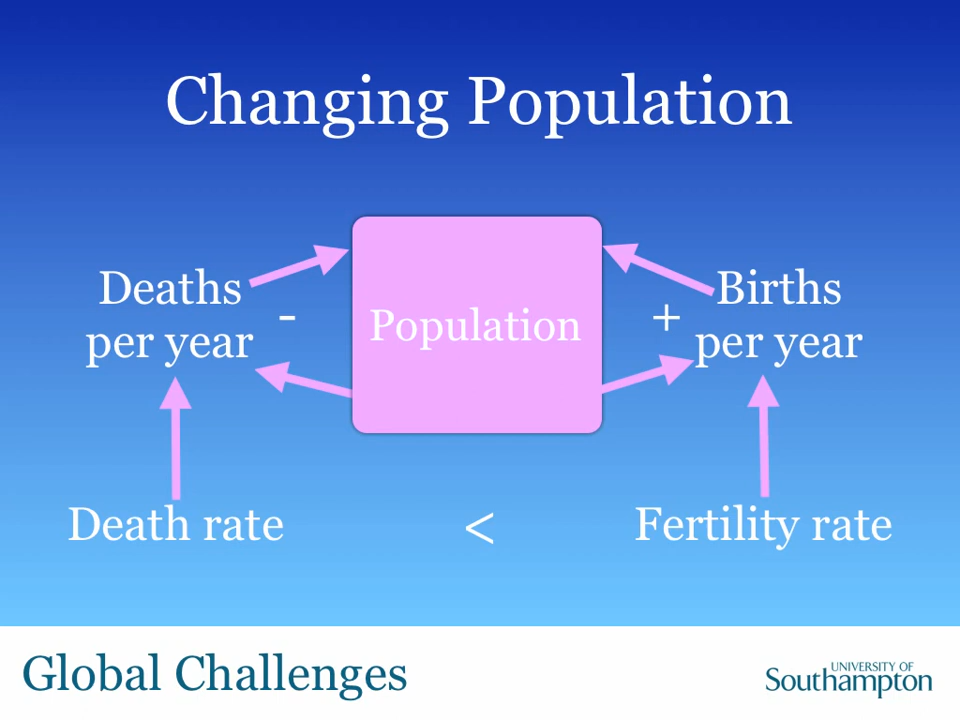 Changing Population
Deaths
per year
-
Population
+
Births
per year
Death rate
<
Fertility rate
Global Challenges
UNIVERSITY OF
Southampton